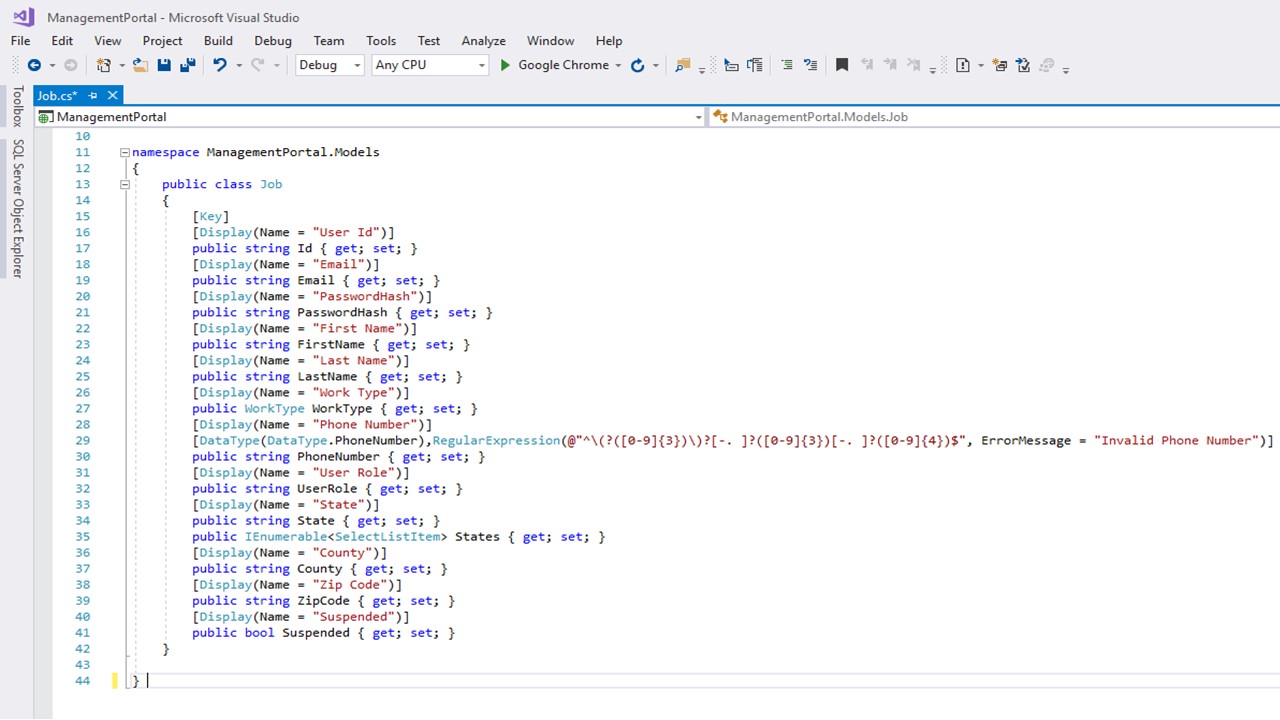 ManagementPortal - Microsoft Visual Studio
File Edit View Project Build Debug Team Tools Test Analyze Window Help
Debug Any CPU Google Chrome
Toolbox
SQL Server Object Explorer
Job.cs*
ManagementPortal ManagementPortal.Models.Job
10
11 namespace ManagementPortal.Models
12 {
13 public class Job
14 {
15 [Key]
16 [Display(Name = "User Id")]
17 public string Id { get; set; }
18 [Display(Name = "Email")]
19 public string Email { get; set; }
20 [Display(Name = "PasswordHash")]
21 public string PasswordHash { get; set; }
22 [Display(Name = "First Name")]
23 public string FirstName { get; set; }
24 [Display(Name = "Last Name")]
25 public string LastName { get; set; }
26 [Display(Name = "Work Type")]
27 public WorkType WorkType { get; set; }
28 [Display(Name = "Phone Number")]
29 [DataType(DataType.PhoneNumber),RegularExpression(@"^\(?([0-9]{3})\)?[-. ]?([0-9]{3})[-. ]?([0-9]{4})$", ErrorMessage = "Invalid Phone Number")]
30 public string PhoneNumber { get; set; }
31 [Display(Name = "User Role")]
32 public string UserRole { get; set; }
33 [Display(Name = "State")]
34 public string State { get; set; }
35 public IEnumerable<SelectListItem> States { get; set; }
36 [Display(Name = "County")]
37 public string County { get; set; }
38 [Display(Name = "Zip Code")]
39 public string ZipCode { get; set; }
40 [Display(Name = "Suspended")]
41 public bool Suspended { get; set; }
42 }
43
44 }